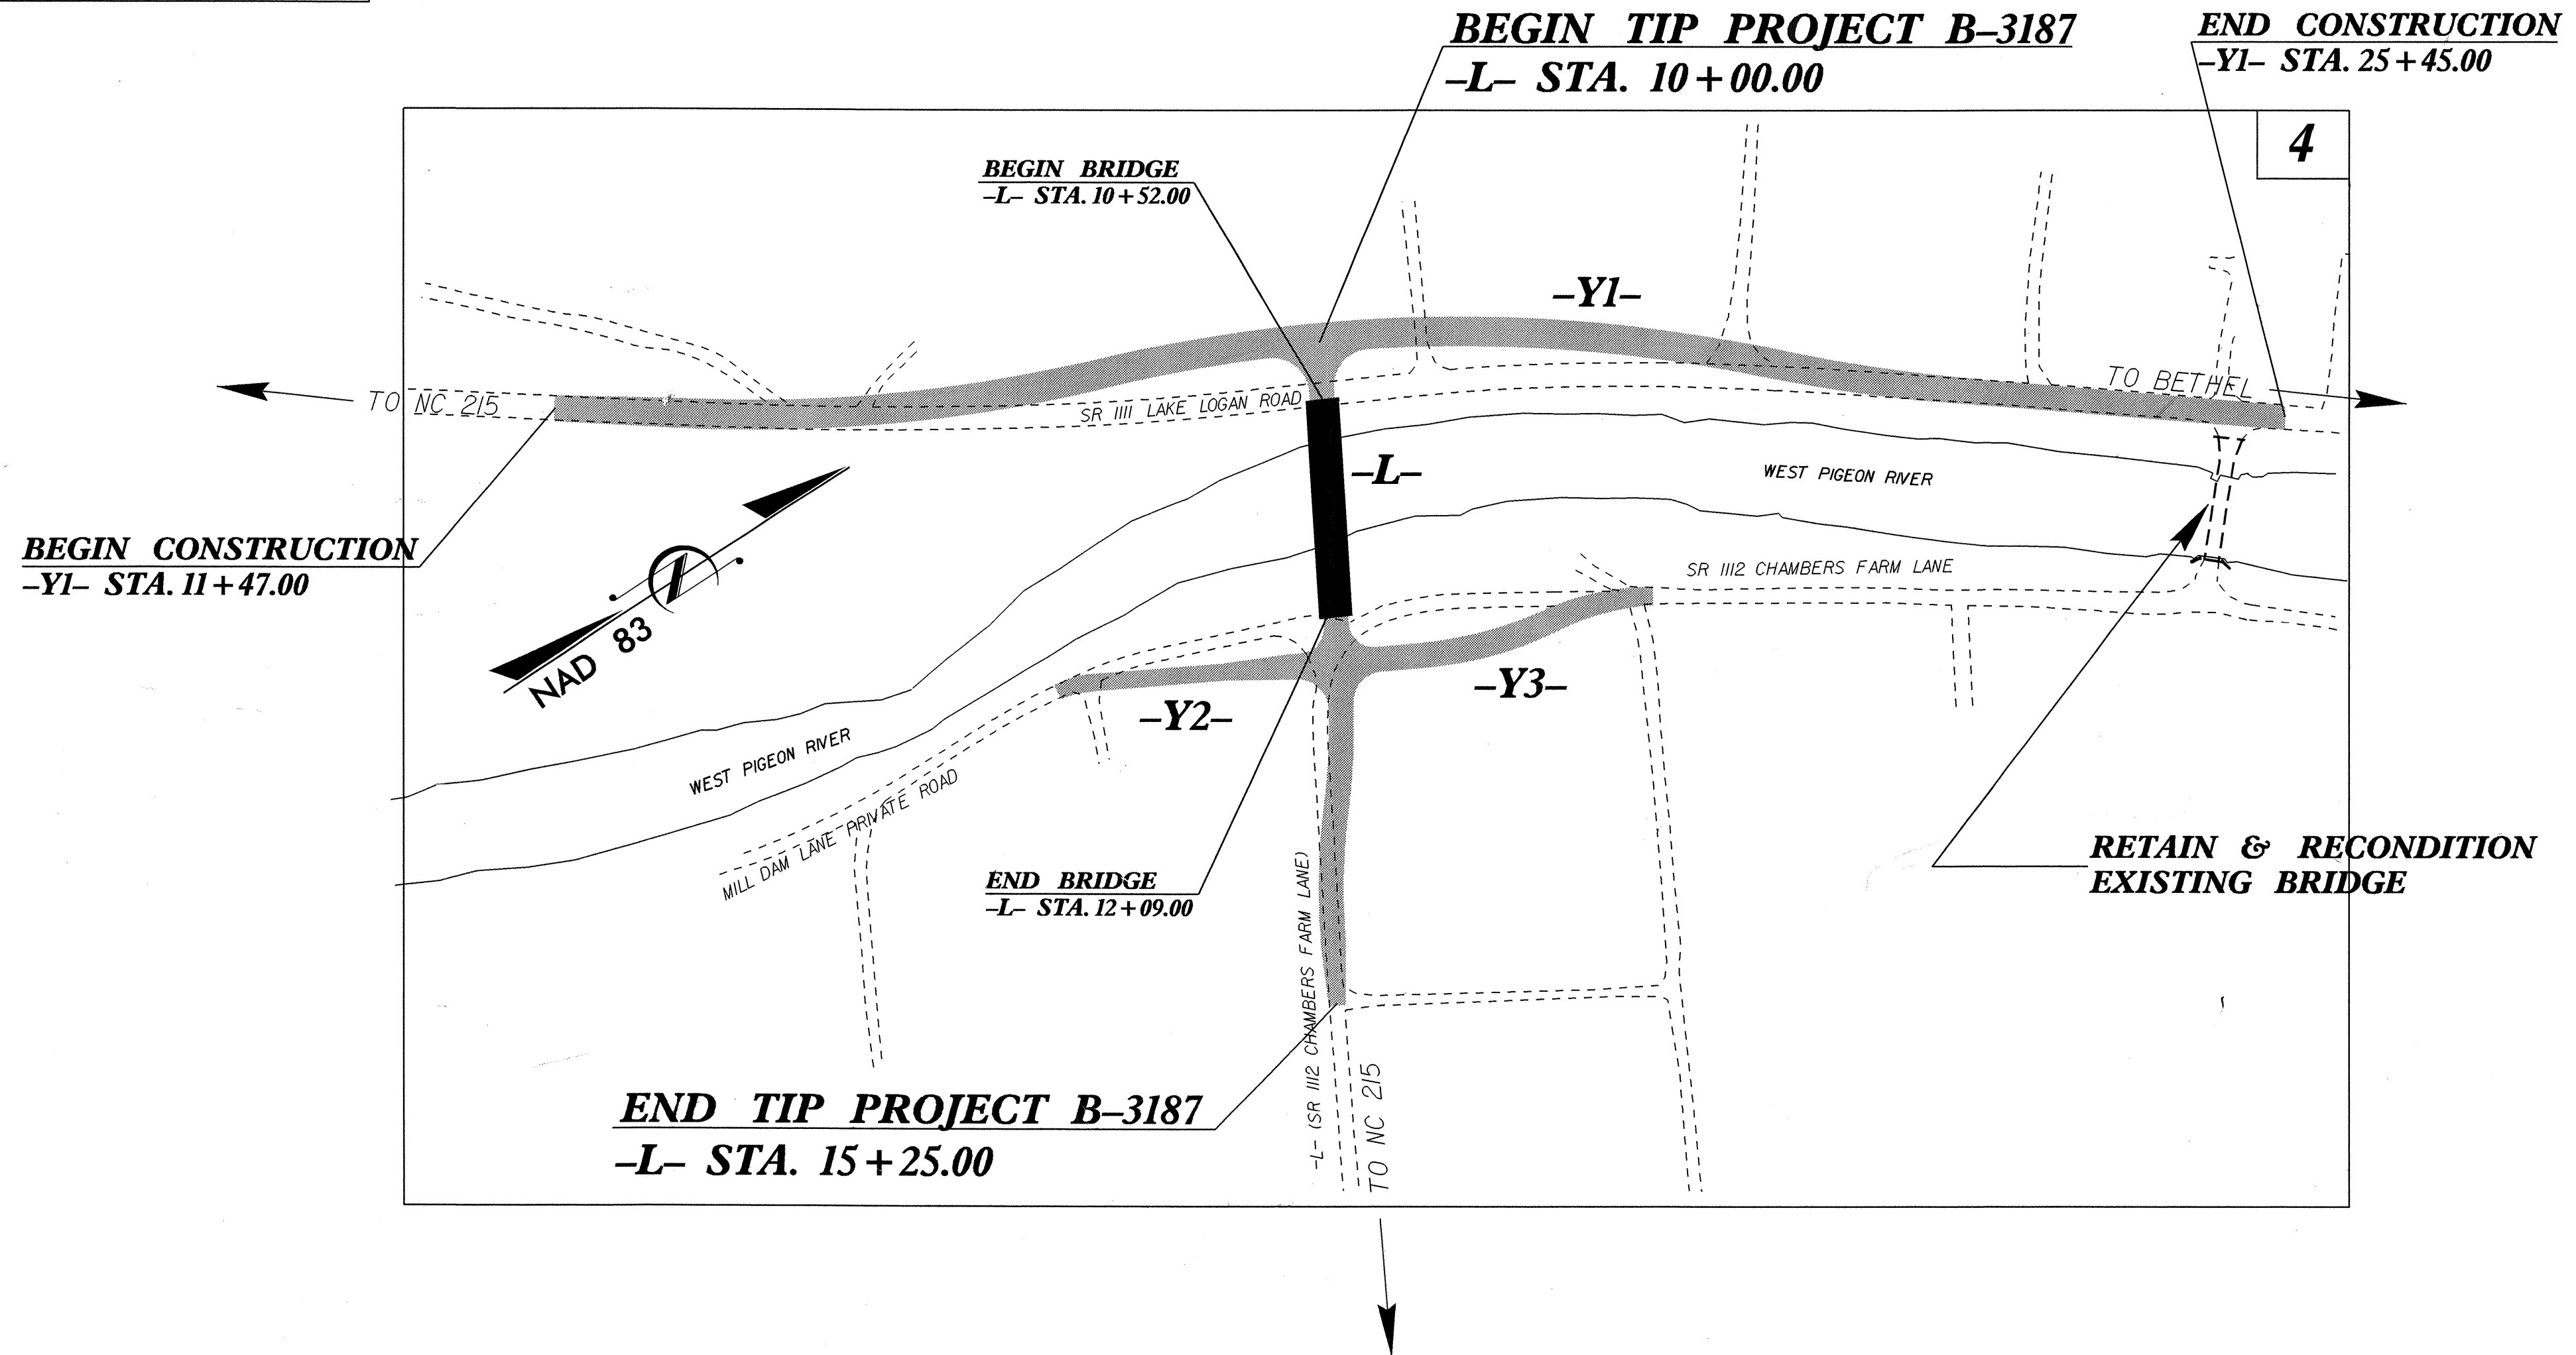 BEGIN TIP PROJECT B–3187
–L– STA. 10+00.00
END CONSTRUCTION
–Y1– STA. 25+45.00
4
BEGIN BRIDGE
–L– STA. 10+52.00
–Y1–
TO NC 215
SR 1111 LAKE LOGAN ROAD
TO BETHEL
–L–
WEST PIGEON RIVER
BEGIN CONSTRUCTION
–Y1– STA. 11+47.00
NAD 83
SR 1112 CHAMBERS FARM LANE
–Y2–
–Y3–
WEST PIGEON RIVER
MILL DAM LANE PRIVATE ROAD
END BRIDGE
–L– STA. 12+09.00
RETAIN & RECONDITION
EXISTING BRIDGE
-L- (SR 1112 CHAMBERS FARM LANE)
TO NC 215
END TIP PROJECT B–3187
–L– STA. 15+25.00